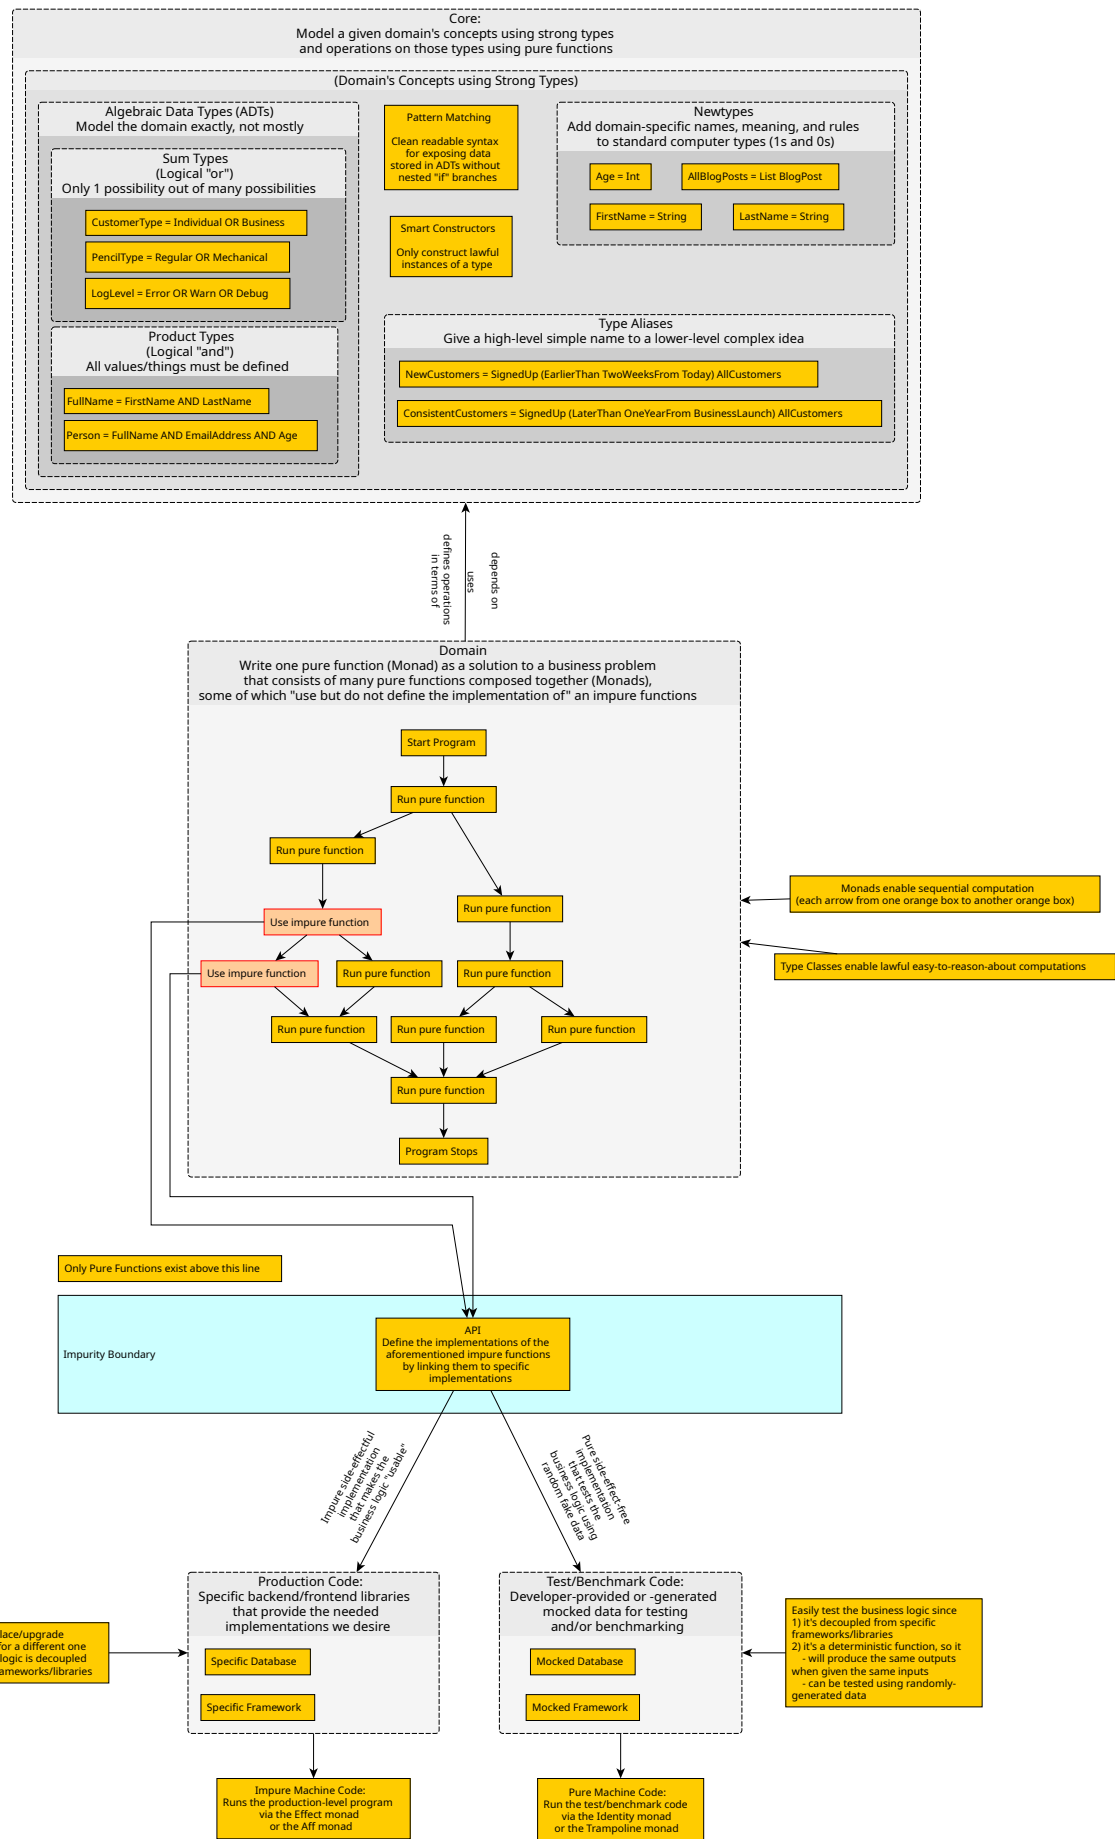 Core:
Model a given domain's concepts using strong types
and operations on those types using pure functions
(Domain's Concepts using Strong Types)
Algebraic Data Types (ADTs)
Model the domain exactly, not mostly
Sum Types
(Logical "or")
Only 1 possibility out of many possibilities
CustomerType = Individual OR Business
PencilType = Regular OR Mechanical
LogLevel = Error OR Warn OR Debug
Product Types
(Logical "and")
All values/things must be defined
FullName = FirstName AND LastName
Person = FullName AND EmailAddress AND Age
Pattern Matching
Clean readable syntax
for exposing data
stored in ADTs without
nested "if" branches
Smart Constructors
Only construct lawful
instances of a type
Newtypes
Add domain-specific names, meaning, and rules
to standard computer types (1s and 0s)
Age = Int
AllBlogPosts = List BlogPost
FirstName = String
LastName = String
Type Aliases
Give a high-level simple name to a lower-level complex idea
NewCustomers = SignedUp (EarlierThan TwoWeeksFrom Today) AllCustomers
ConsistentCustomers = SignedUp (LaterThan OneYearFrom BusinessLaunch) AllCustomers
depends on
uses
defines operations
in terms of
Domain
Write one pure function (Monad) as a solution to a business problem
that consists of many pure functions composed together (Monads),
some of which "use but do not define the implementation of" an impure functions
Start Program
Run pure function
Run pure function
Run pure function
Use impure function
Use impure function
Run pure function
Run pure function
Run pure function
Run pure function
Run pure function
Run pure function
Program Stops
Monads enable sequential computation
(each arrow from one orange box to another orange box)
Type Classes enable lawful easy-to-reason-about computations
Only Pure Functions exist above this line
Impurity Boundary
API
Define the implementations of the
aforementioned impure functions
by linking them to specific
implementations
Impure side-effectful
implementation
that makes the
business logic "usable"
Pure side-effect-free
implementation
that tests the
business logic using
random fake data
Production Code:
Specific backend/frontend libraries
that provide the needed
implementations we desire
Specific Database
Specific Framework
Test/Benchmark Code:
Developer-provided or -generated
mocked data for testing
and/or benchmarking
Mocked Database
Mocked Framework
lace/upgrade
for a different one
logic is decoupled
rameworks/libraries
Easily test the business logic since
1) it's decoupled from specific
frameworks/libraries
2) it's a deterministic function, so it
- will produce the same outputs
when given the same inputs
- can be tested using randomly-
generated data
Impure Machine Code:
Runs the production-level program
via the Effect monad
or the Aff monad
Pure Machine Code:
Run the test/benchmark code
via the Identity monad
or the Trampoline monad